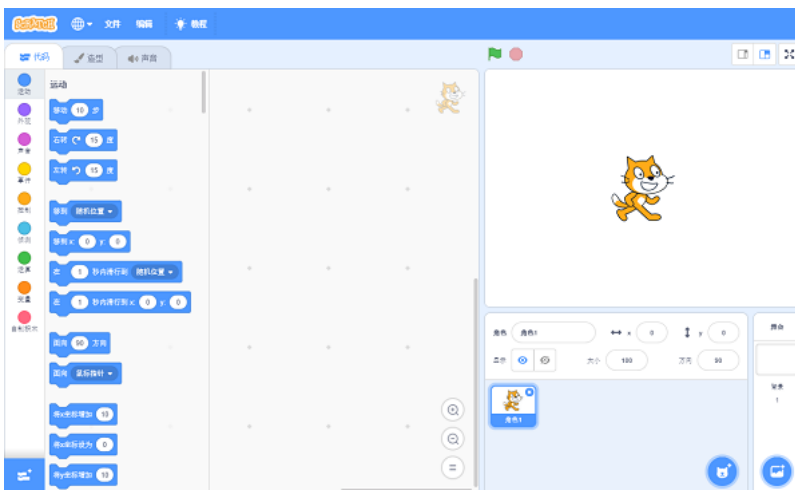 SCRATCH 文件 编辑 教程
代码 造型 声音
运动
运动
外观
声音
事件
控制
侦测
运算
变量
自制积木
移动 10 步
右转 15 度
左转 15 度
移到 随机位置
移到 x: 0 y: 0
在 1 秒内滑行到 随机位置
在 1 秒内滑行到 x: 0 y: 0
面向 90 方向
面向 鼠标指针
将x坐标增加 10
将x坐标设为 0
将y坐标增加 10
角色 角色1 x 0 y 0
显示 大小 100 方向 90
角色1
舞台
背景
1